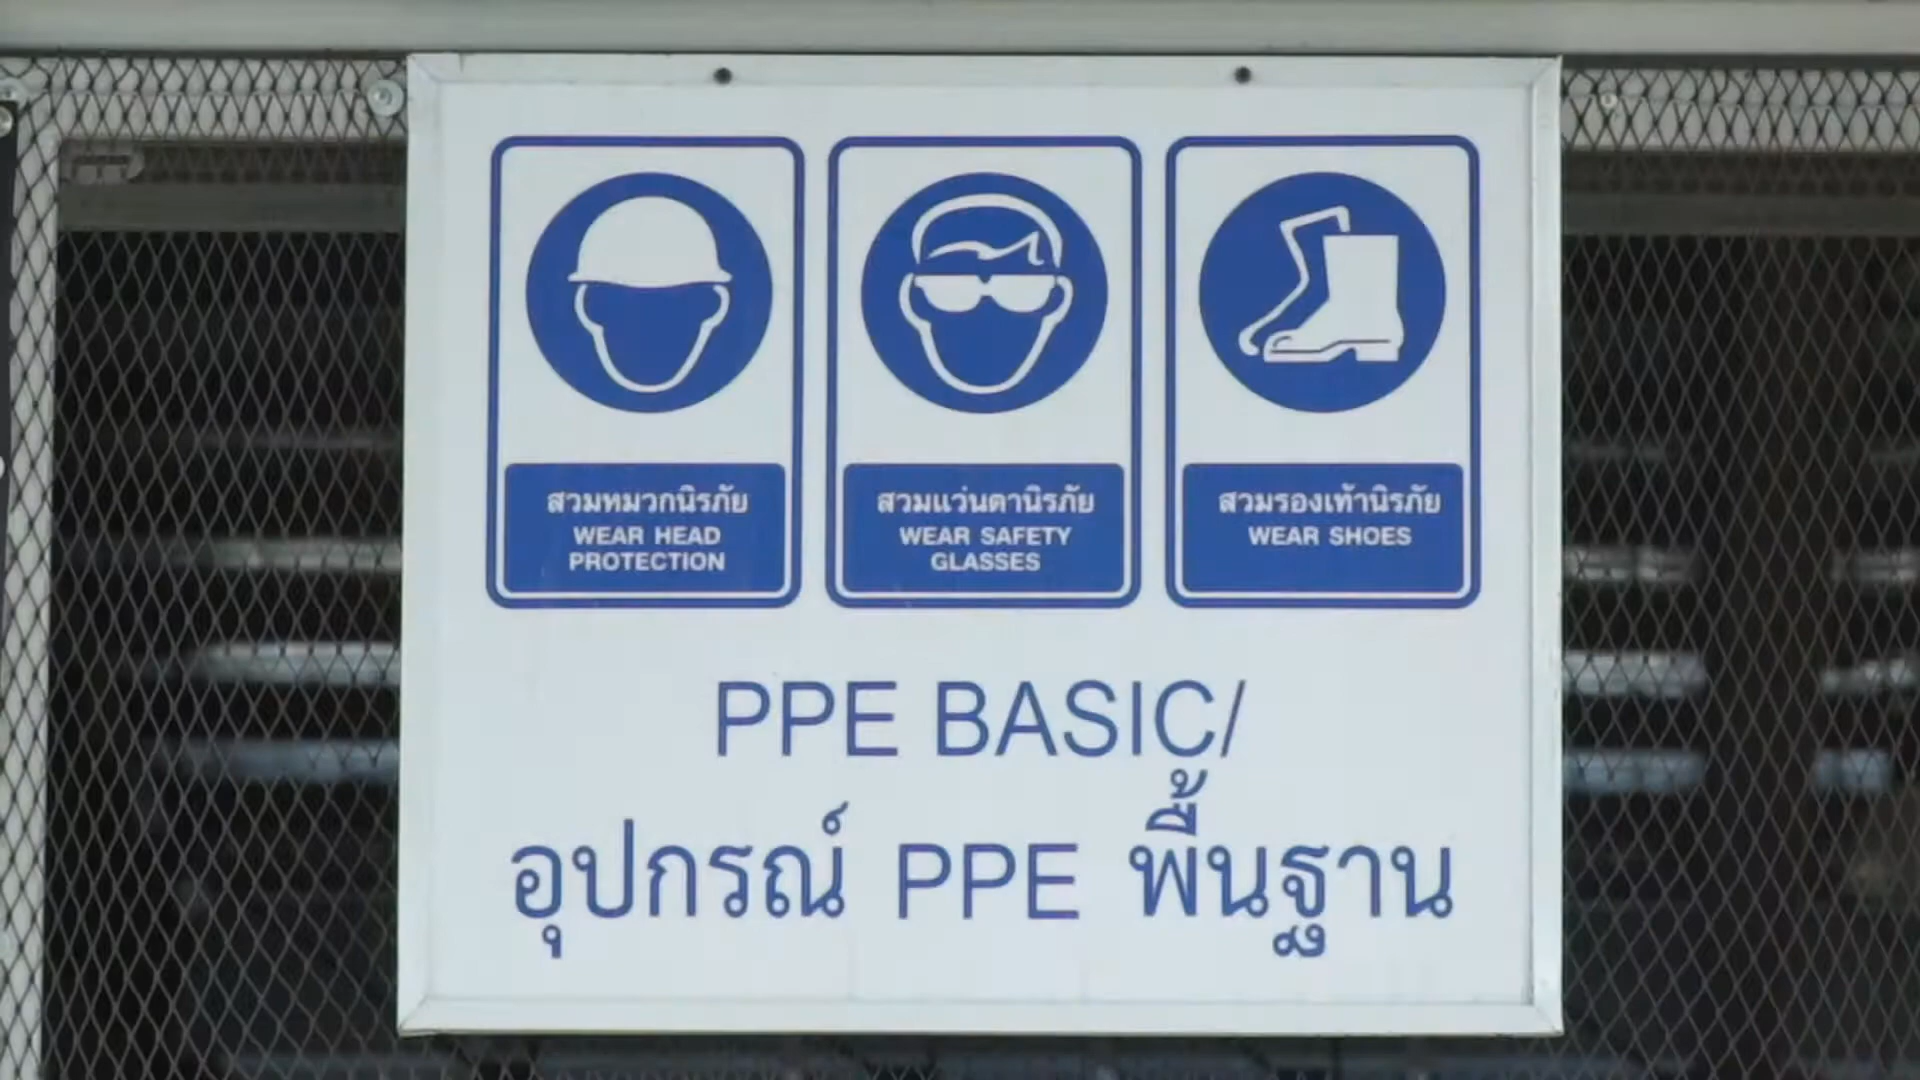 สวมหมวกนิรภัย
WEAR HEAD
PROTECTION
สวมแว่นตานิรภัย
WEAR SAFETY
GLASSES
สวมรองเท้านิรภัย
WEAR SHOES
PPE BASIC/
อุปกรณ์ PPE พื้นฐาน